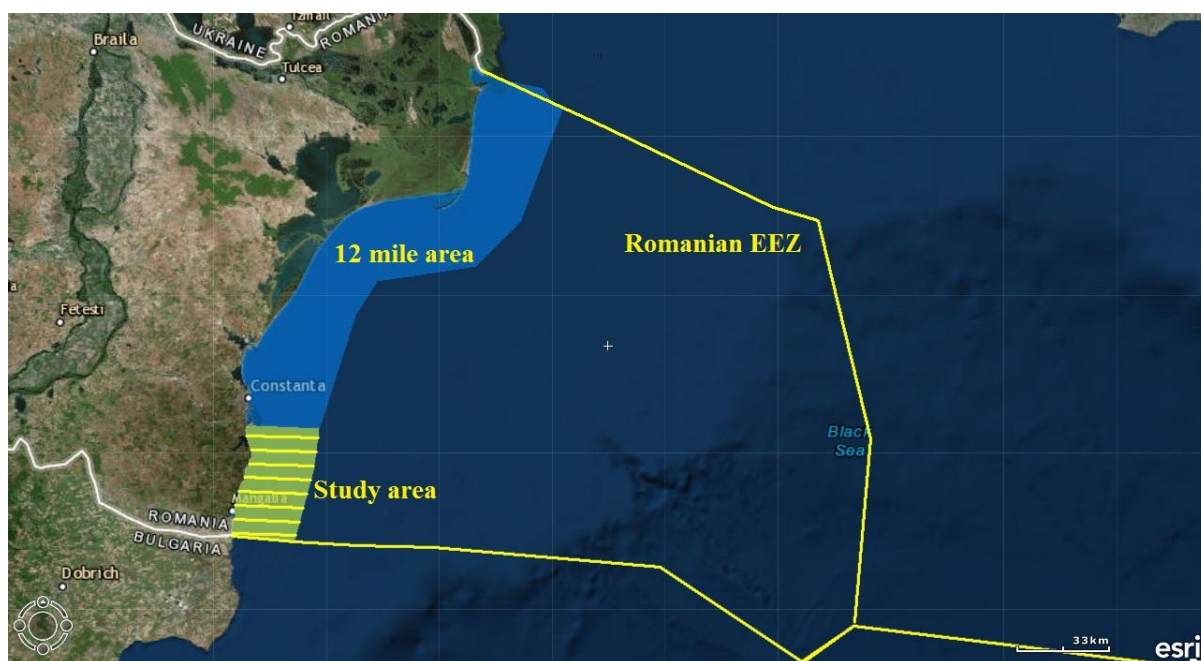 Izmail
Braila
UKRAINE
ROMANIA
Tulcea
12 mile area
Romanian EEZ
Fetesti
Constanta
Black
Sea
Study area
Mangalia
ROMANIA
BULGARIA
Dobrich
33km
esri